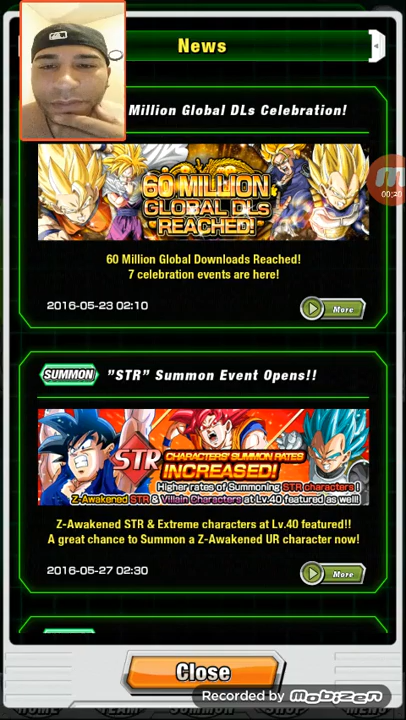 News
Million Global DLs Celebration!
60 MILLION
GLOBAL DLs
REACHED!
60 Million Global Downloads Reached!
7 celebration events are here!
2016-05-23 02:10
More
00:20
SUMMON
"STR" Summon Event Opens!!
STR
CHARACTERS' SUMMON RATES
INCREASED!
Higher rates of Summoning STR characters!
Z-Awakened STR & Villain Characters at Lv.40 featured as well!
Z-Awakened STR & Extreme characters at Lv.40 featured!!
A great chance to Summon a Z-Awakened UR character now!
2016-05-27 02:30
More
Close
Recorded by Mobizen